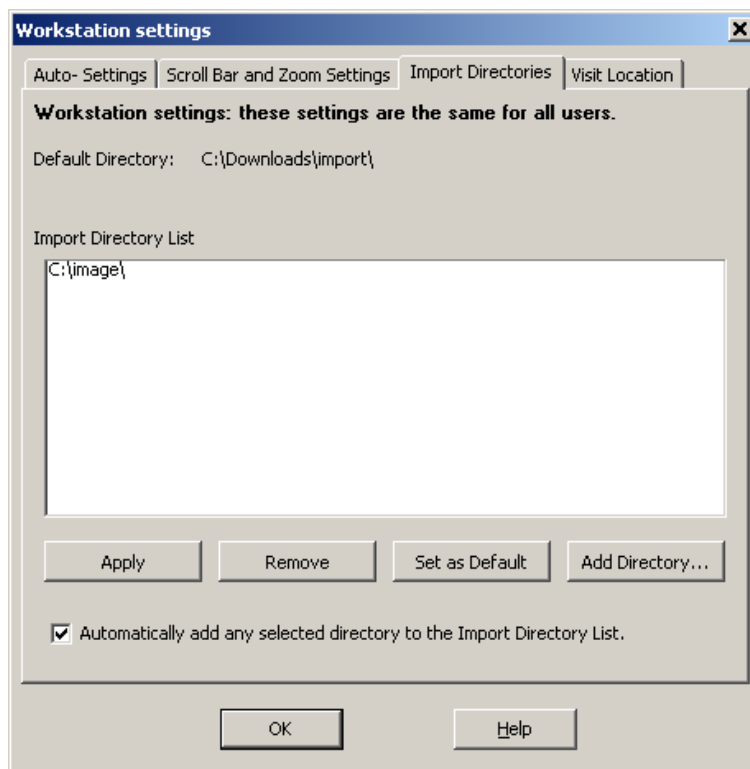 Workstation settings
Auto- Settings Scroll Bar and Zoom Settings Import Directories Visit Location
Workstation settings: these settings are the same for all users.
Default Directory: C:\Downloads\import\
Import Directory List
C:\image\
Apply Remove Set as Default Add Directory...
Automatically add any selected directory to the Import Directory List.
OK Help